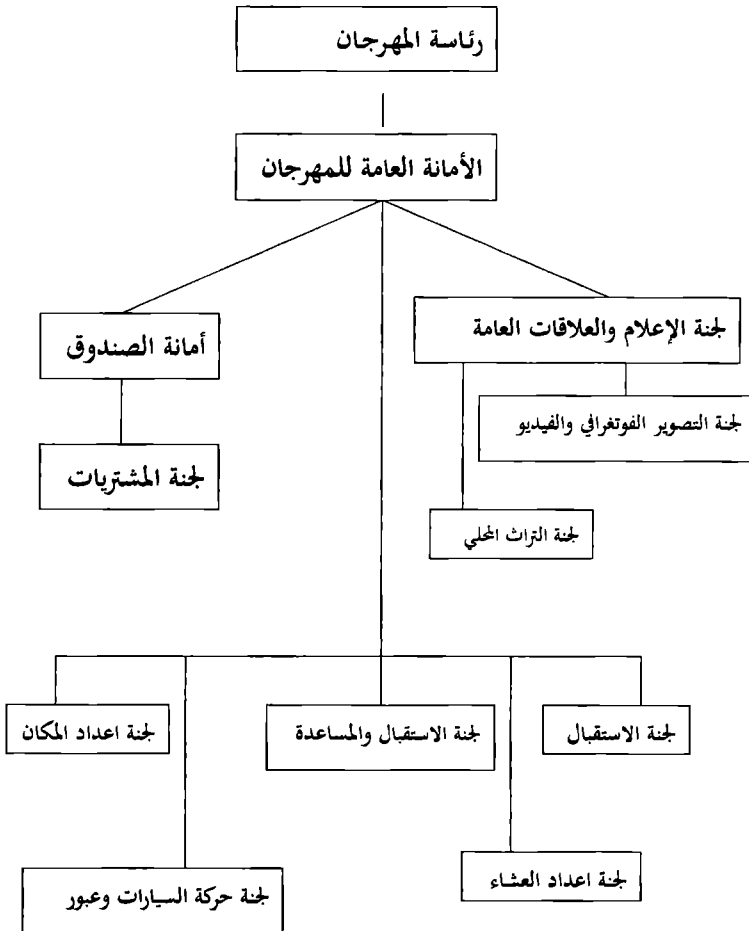 رئاسة المهرجان
الأمانة العامة للمهرجان
لجنة الإعلام والعلاقات العامة
أمانة الصندوق
لجنة التصوير الفوتغرافي والفيديو
لجنة المشتريات
لجنة التراث المحلي
لجنة الاستقبال
لجنة الاستقبال والمساعدة
لجنة اعداد المكان
لجنة اعداد العشاء
لجنة حركة السيارات وعبور